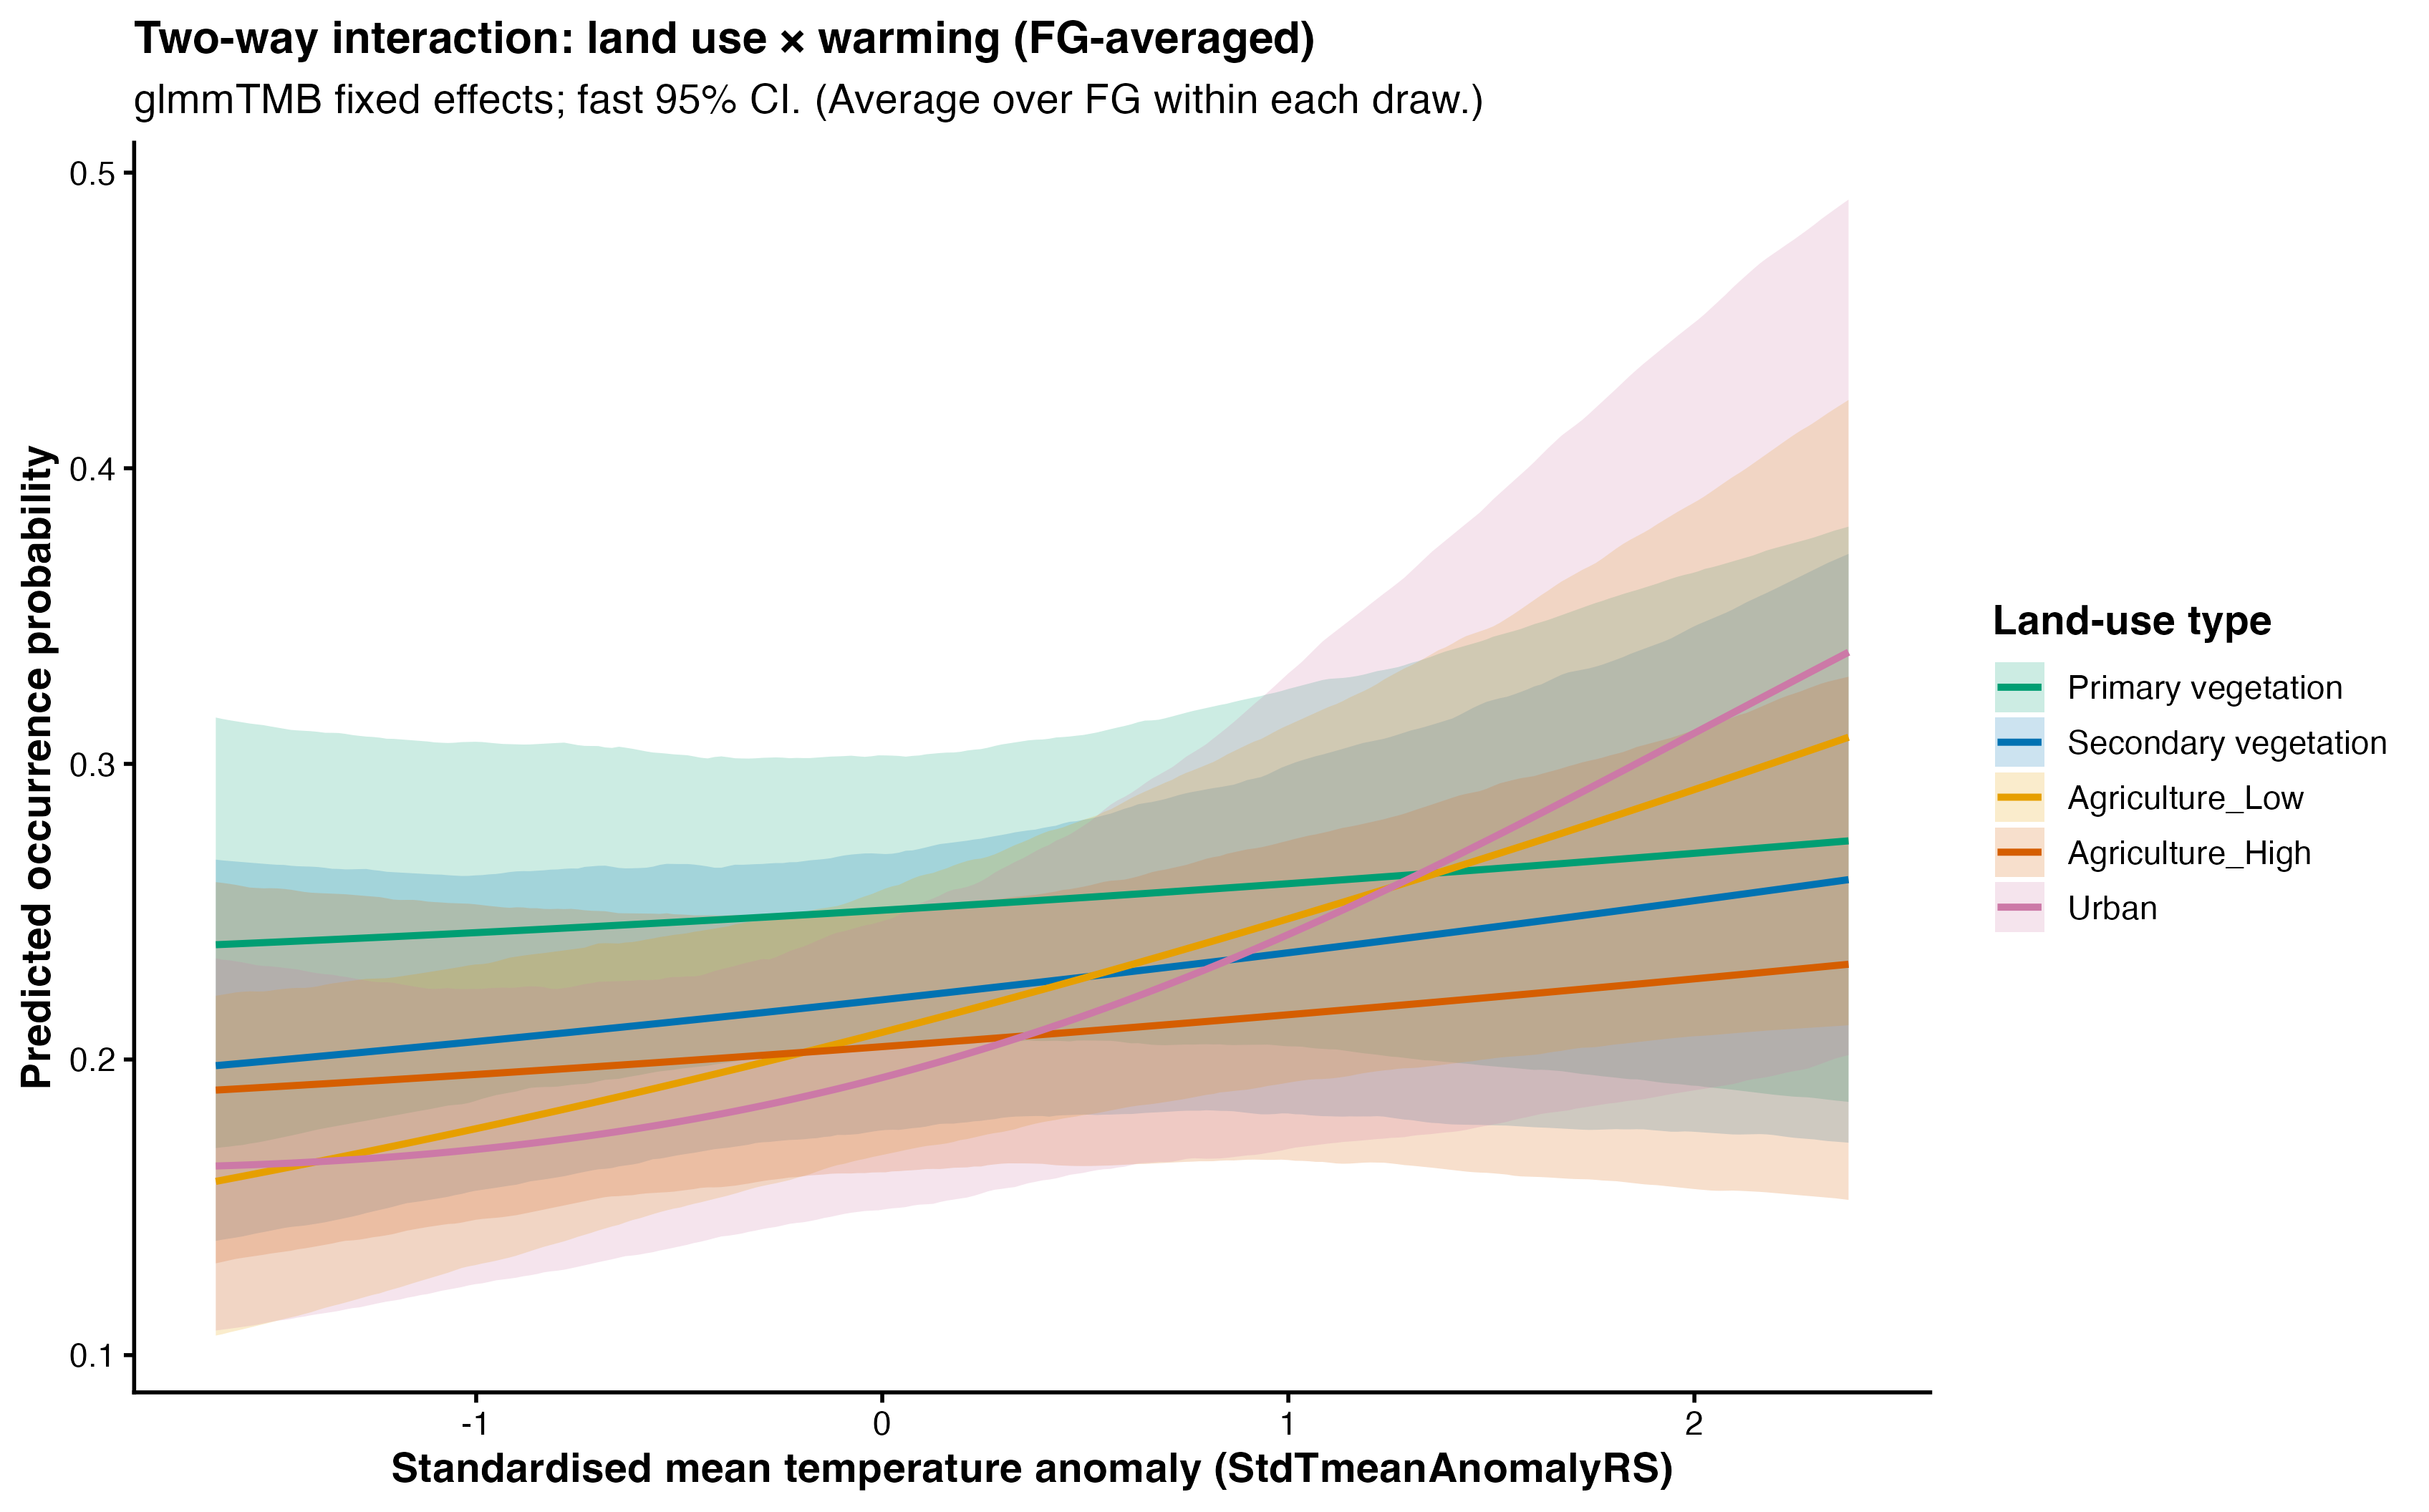 Two-way interaction: land use × warming (FG-averaged)
glmmTMB fixed effects; fast 95% CI. (Average over FG within each draw.)
Predicted occurrence probability
0.5
0.4
0.3
0.2
0.1
-1
0
1
2
Standardised mean temperature anomaly (StdTmeanAnomalyRS)
Land-use type
Primary vegetation
Secondary vegetation
Agriculture_Low
Agriculture_High
Urban